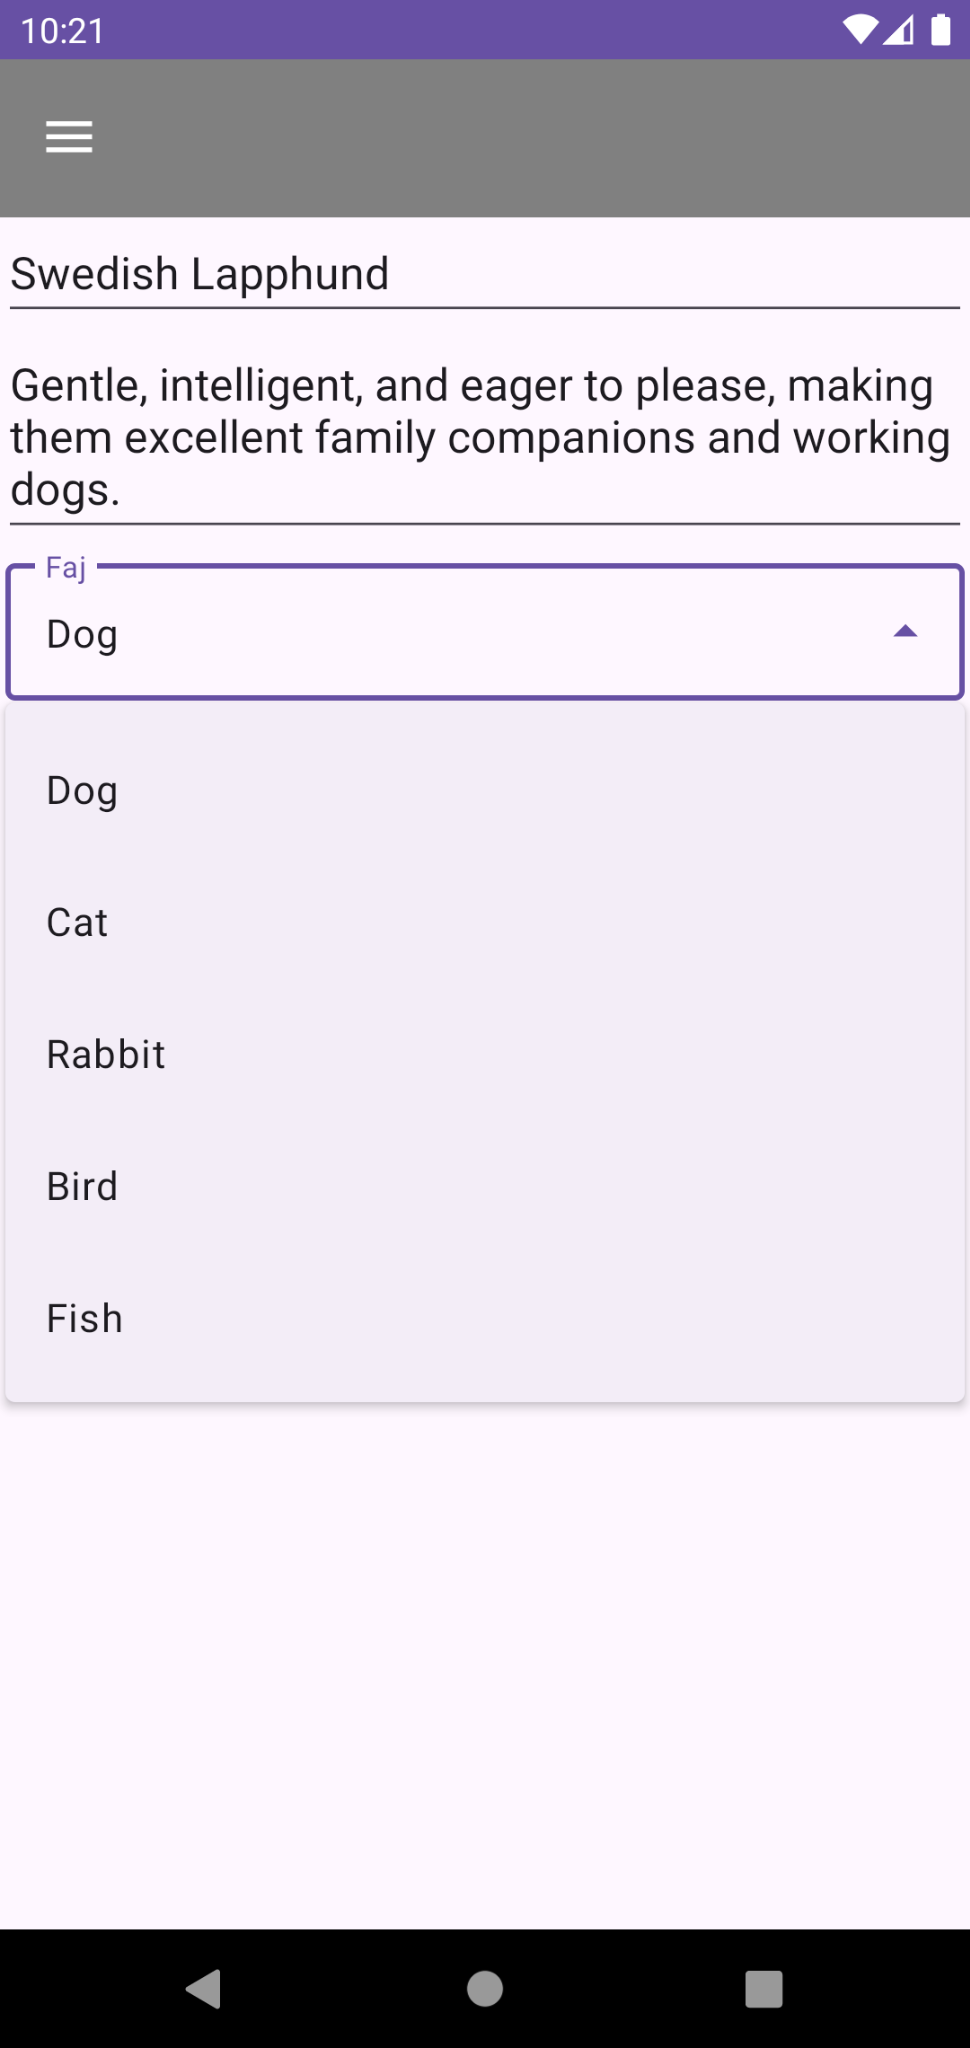 10:21
Swedish Lapphund
Gentle, intelligent, and eager to please, making
them excellent family companions and working
dogs.
Faj
Dog
Dog
Cat
Rabbit
Bird
Fish